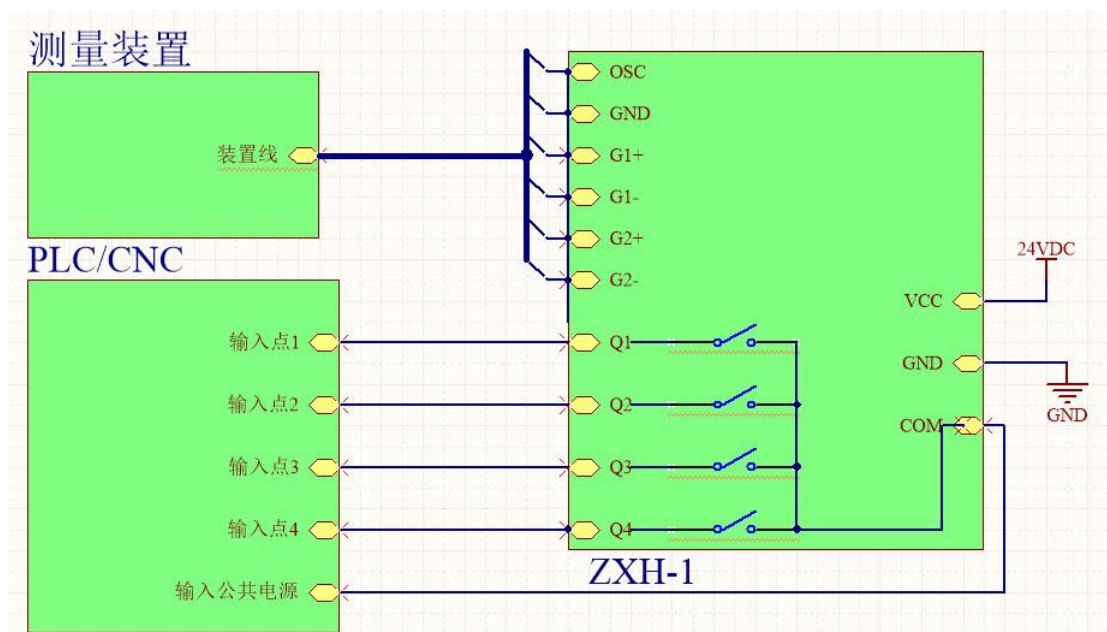 测量装置
装置线
PLC/CNC
输入点1
输入点2
输入点3
输入点4
输入公共电源
OSC
GND
G1+
G1-
G2+
G2-
Q1
Q2
Q3
Q4
VCC
GND
COM
24VDC
GND
ZXH-1